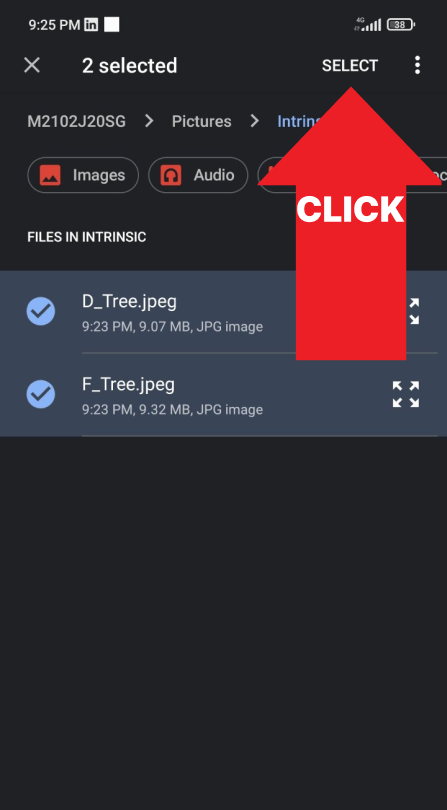 9:25 PM in 4G 38
2 selected SELECT
M2102J20SG > Pictures > Intrins
Images Audio oc
CLICK
FILES IN INTRINSIC
D_Tree.jpeg
9:23 PM, 9.07 MB, JPG image
F_Tree.jpeg
9:23 PM, 9.32 MB, JPG image